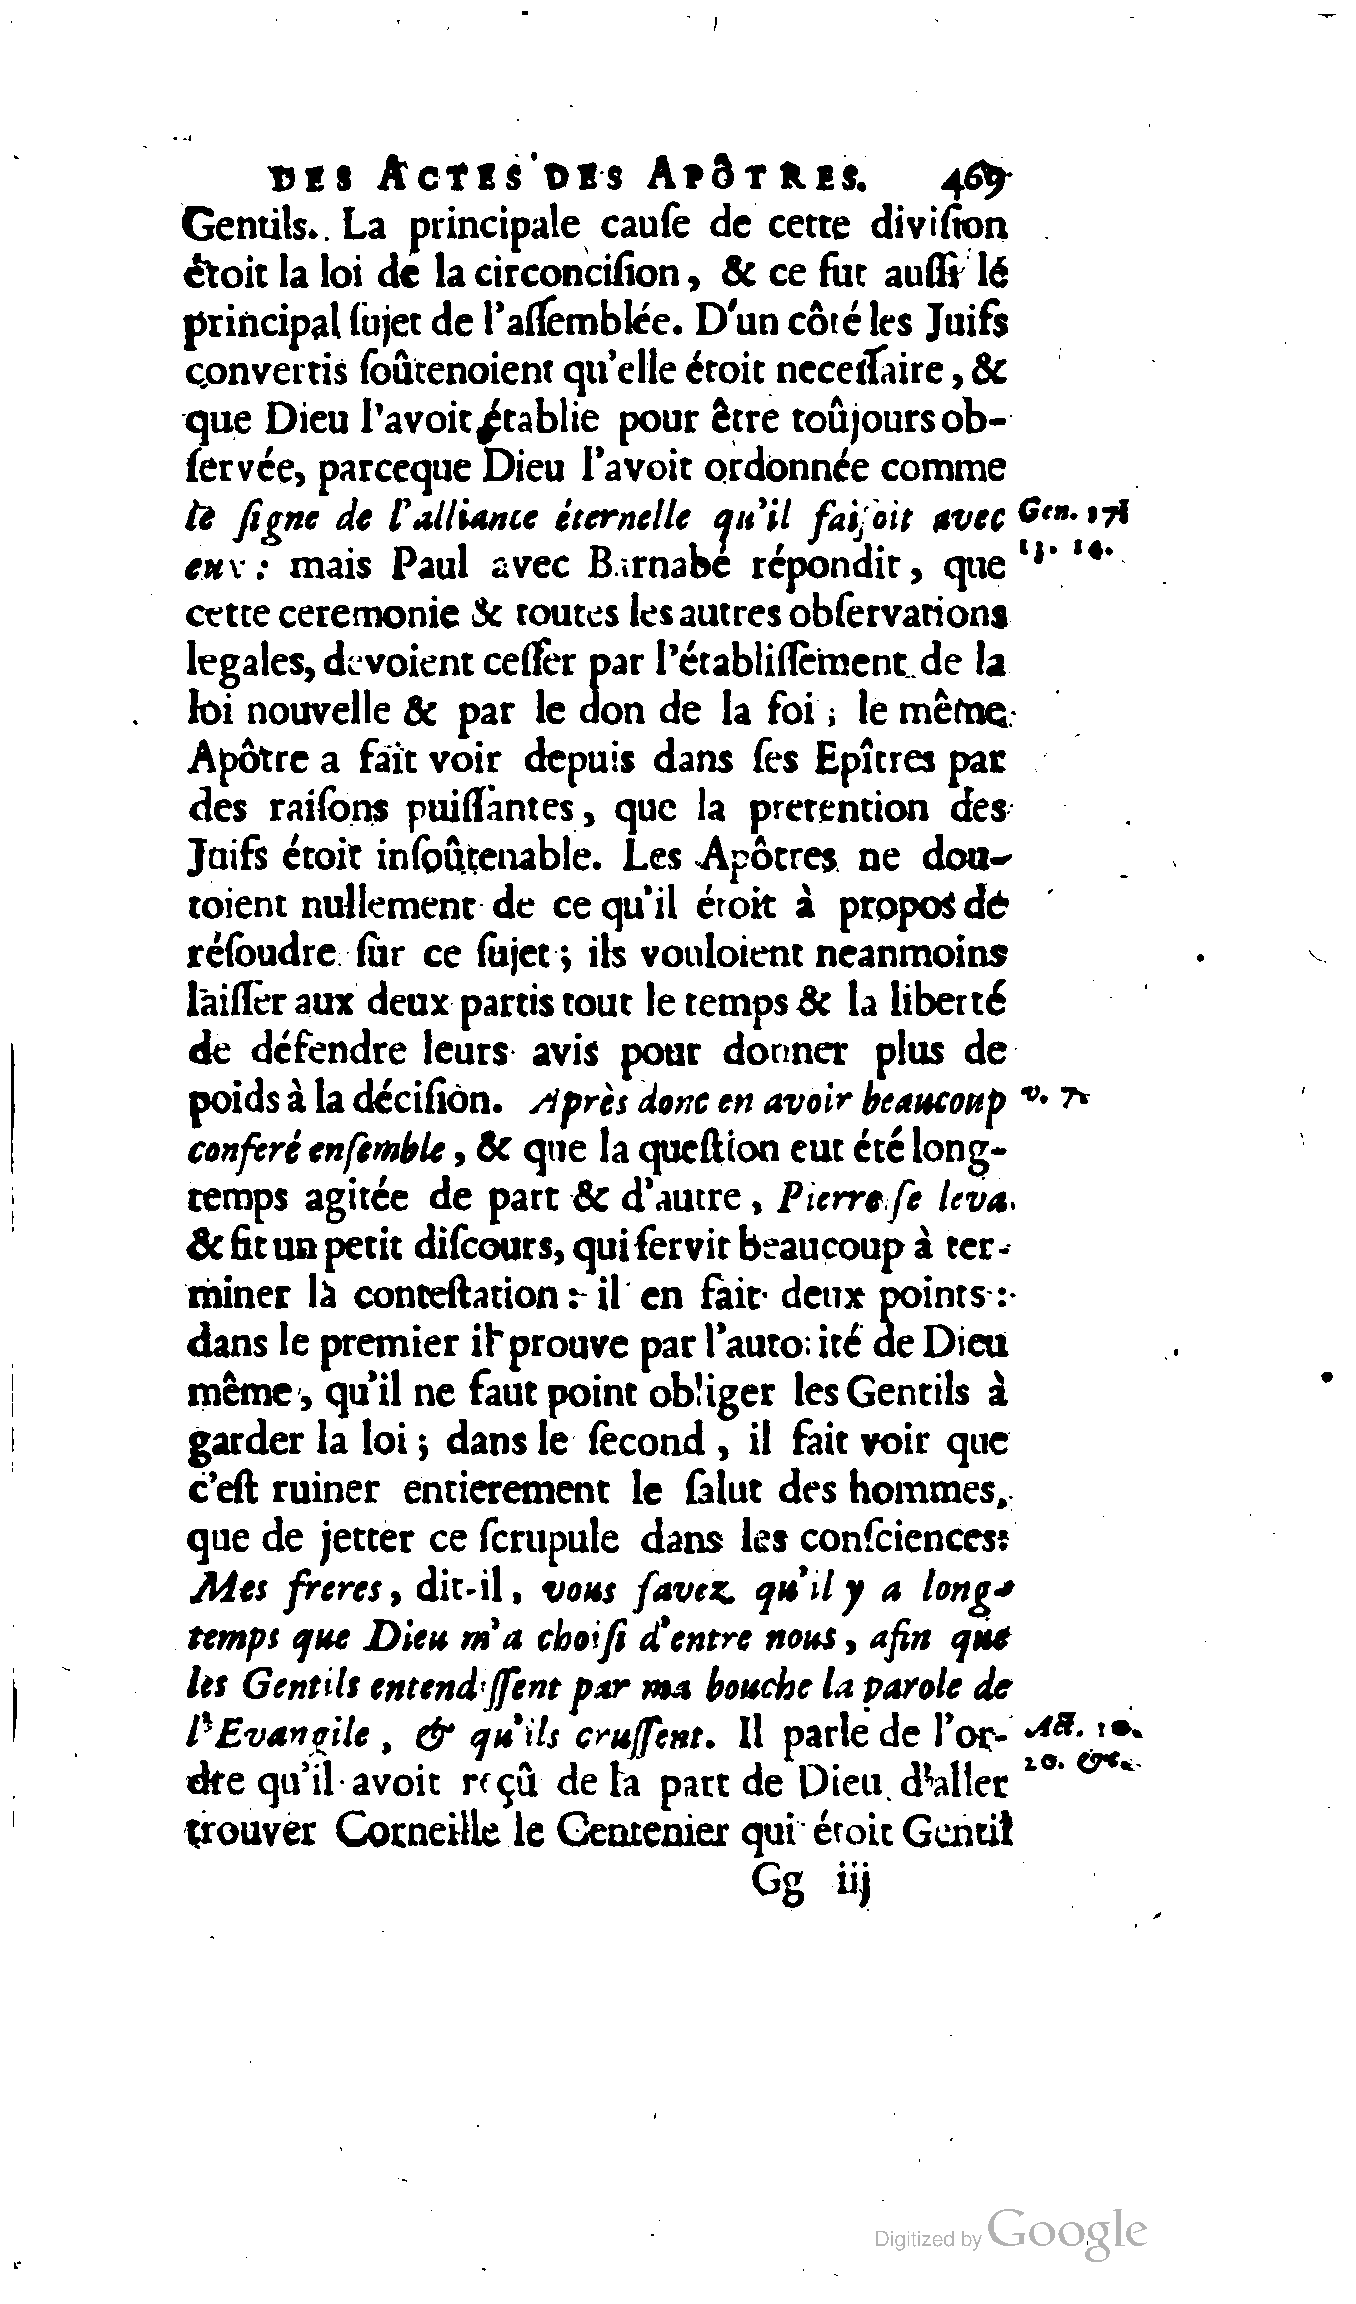 DES ACTES DES APÔTRES. 469
Gentils. La principale cauſe de cette diviſion
étoit la loi de la circonciſion, & ce fut auſſi lé
principal ſujet de l'aſſemblée. D'un côté les Juifs
convertis ſoûtenoient qu'elle étoit neceſſaire, &
que Dieu l'avoit établie pour être toûjours ob-
ſervée, parceque Dieu l'avoit ordonnée comme
le ſigne de l'alliance éternelle qu'il faiſoit avec Gen. 17
eux: mais Paul avec Barnabé répondit, que 13. 14.
cette ceremonie & toutes les autres obſervations
legales, devoient ceſſer par l'établiſſement de la
loi nouvelle & par le don de la foi; le même
Apôtre a fait voir depuis dans ſes Epîtres par
des raiſons puiſſantes, que la pretention des
Juifs étoit inſoûtenable. Les Apôtres ne dou-
toient nullement de ce qu'il étoit à propos de
réſoudre ſur ce ſujet; ils vouloient neanmoins
laiſſer aux deux partis tout le temps & la liberté
de défendre leurs avis pour donner plus de
poids à la déciſion. Après donc en avoir beaucoup v. 7.
conferé enſemble, & que la queſtion eut été long-
temps agitée de part & d'autre, Pierre ſe leva
& fit un petit diſcours, qui ſervit beaucoup à ter-
miner la conteſtation: il en fait deux points:
dans le premier il prouve par l'autorité de Dieu
même, qu'il ne faut point obliger les Gentils à
garder la loi; dans le ſecond, il fait voir que
c'eſt ruiner entierement le ſalut des hommes,
que de jetter ce ſcrupule dans les conſciences:
Mes freres, dit-il, vous ſavez qu'il y a long-
temps que Dieu m'a choiſi d'entre nous, afin que
les Gentils entendiſſent par ma bouche la parole de
l'Evangile, & qu'ils cruſſent. Il parle de l'or- Act. 10.
dre qu'il avoit reçû de la part de Dieu d'aller 20. &c.
trouver Corneille le Centenier qui étoit Gentil
Gg iij
Digitized by Google